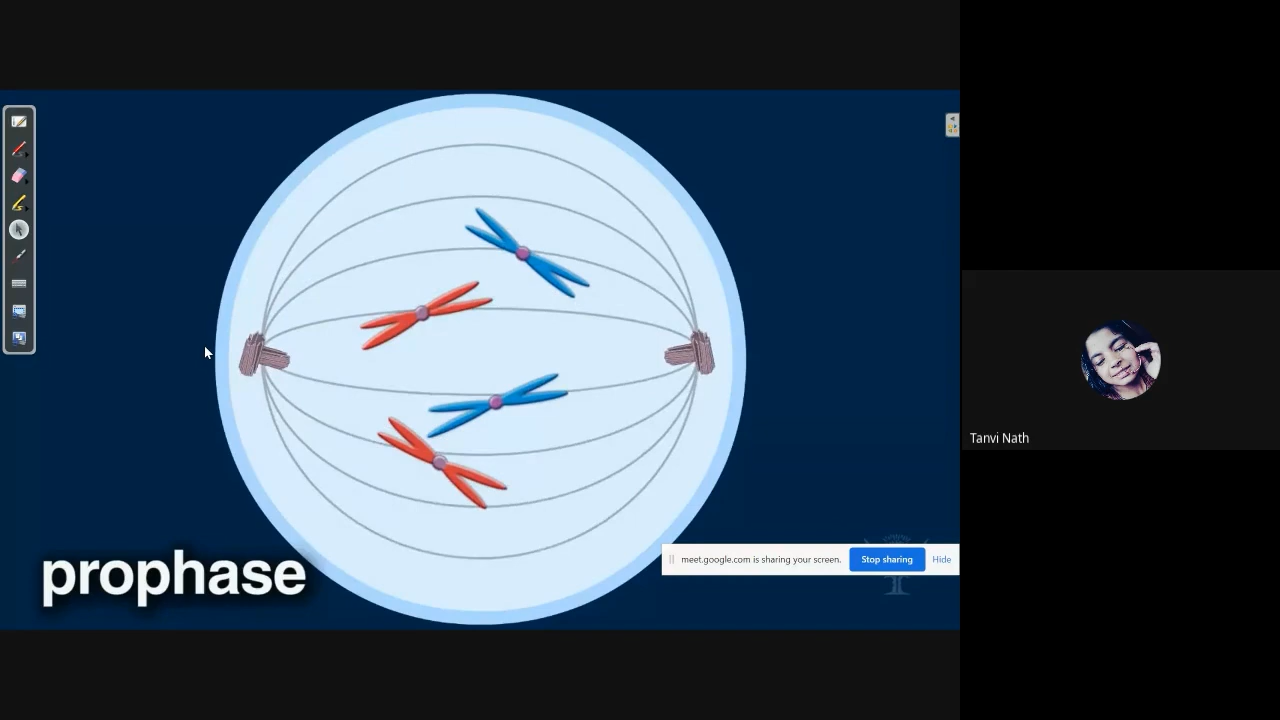 prophase
meet.google.com is sharing your screen.
Stop sharing
Hide
Tanvi Nath